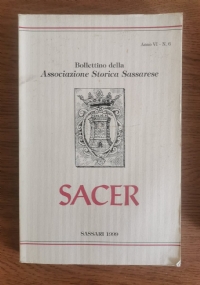 Anno VI - N. 6
Bollettino della
Associazione Storica Sassarese
SACER
SASSARI 1999